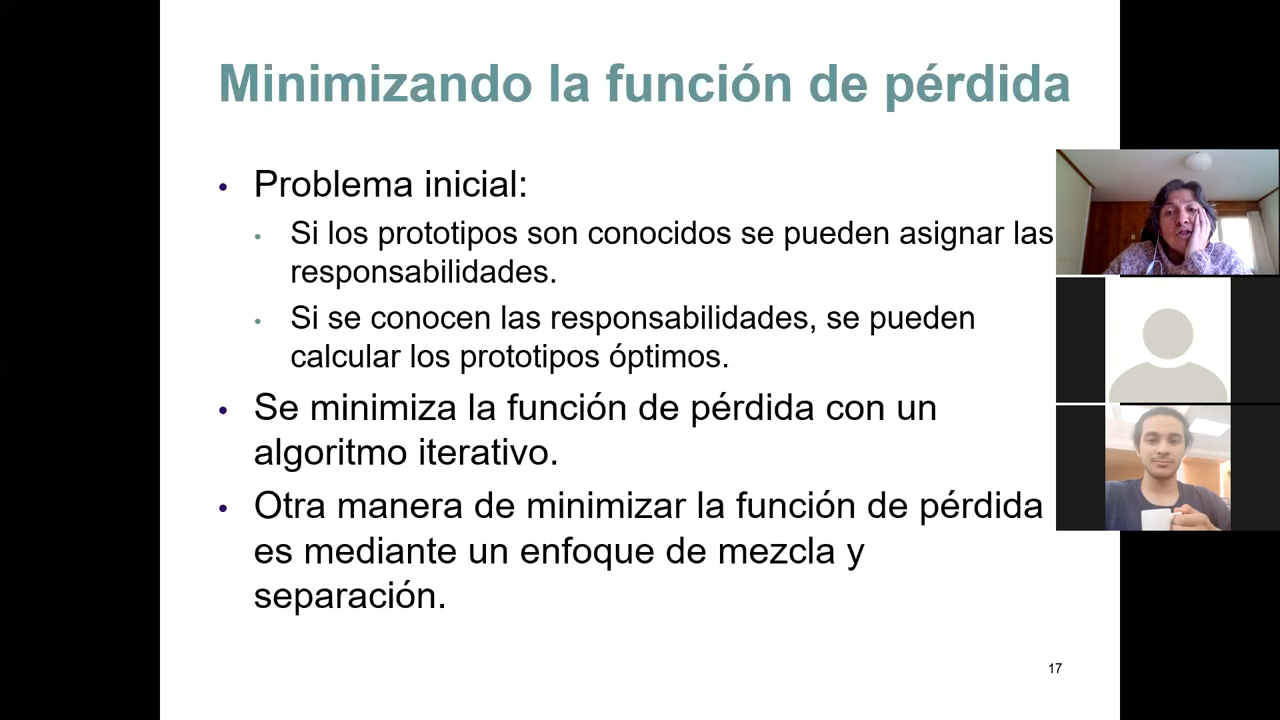 Minimizando la función de pérdida
• Problema inicial:
• Si los prototipos son conocidos se pueden asignar las
responsabilidades.
• Si se conocen las responsabilidades, se pueden
calcular los prototipos óptimos.
• Se minimiza la función de pérdida con un
algoritmo iterativo.
• Otra manera de minimizar la función de pérdida
es mediante un enfoque de mezcla y
separación.
17